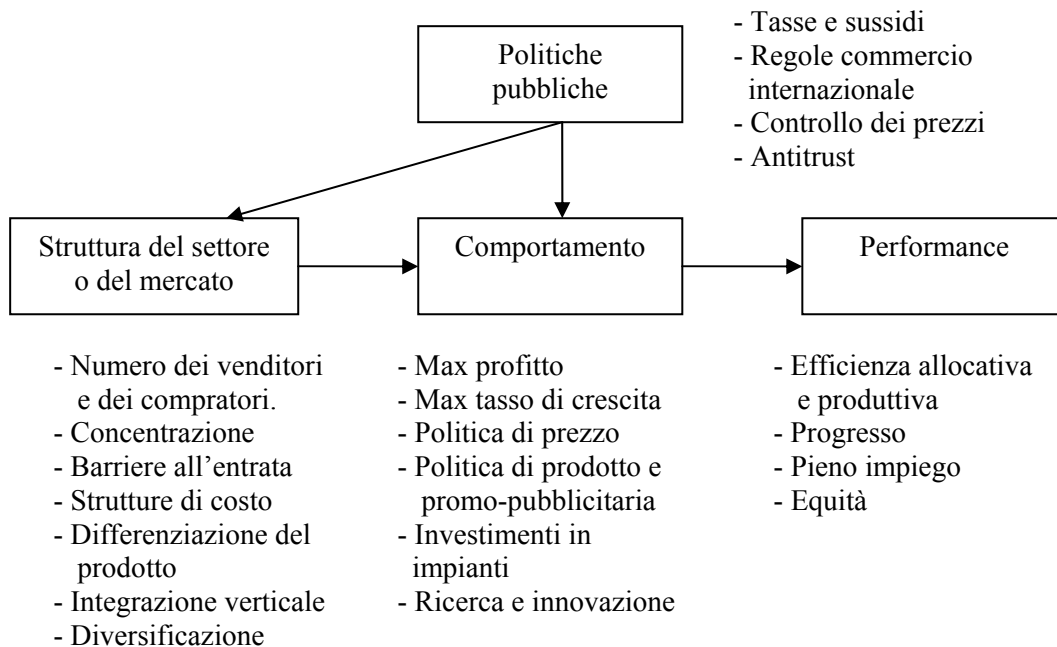 Politiche
pubbliche
- Tasse e sussidi
- Regole commercio
internazionale
- Controllo dei prezzi
- Antitrust
Struttura del settore
o del mercato
Comportamento
Performance
- Numero dei venditori
e dei compratori.
- Concentrazione
- Barriere all’entrata
- Strutture di costo
- Differenziazione del
prodotto
- Integrazione verticale
- Diversificazione
- Max profitto
- Max tasso di crescita
- Politica di prezzo
- Politica di prodotto e
promo-pubblicitaria
- Investimenti in
impianti
- Ricerca e innovazione
- Efficienza allocativa
e produttiva
- Progresso
- Pieno impiego
- Equità